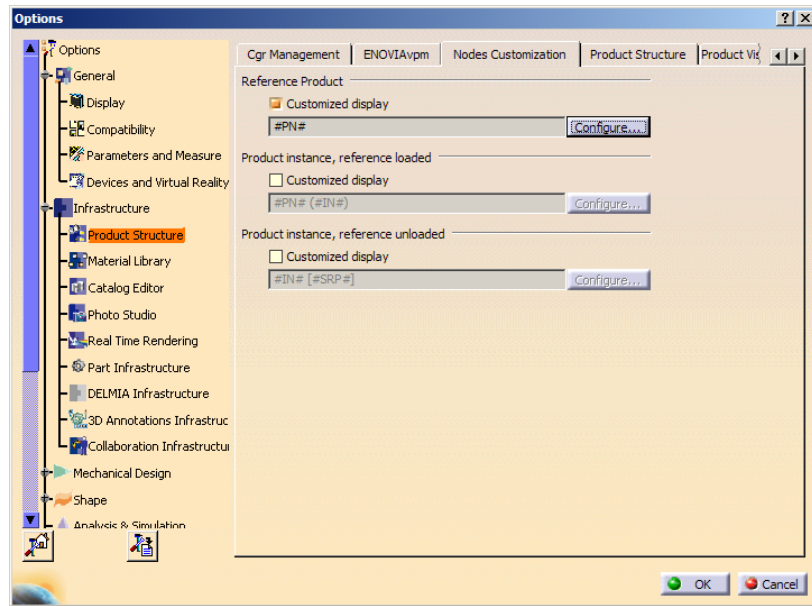 Options
Options
General
Display
Compatibility
Parameters and Measure
Devices and Virtual Reality
Infrastructure
Product Structure
Material Library
Catalog Editor
Photo Studio
Real Time Rendering
Part Infrastructure
DELMIA Infrastructure
3D Annotations Infrastruc
Collaboration Infrastructu
Mechanical Design
Shape
Analysis & Simulation
Cgr Management ENOVIAvpm Nodes Customization Product Structure Product Vis
Reference Product
Customized display
#PN# Configure...
Product instance, reference loaded
Customized display
#PN# (#IN#) Configure...
Product instance, reference unloaded
Customized display
#IN# [#SRP#] Configure...
OK Cancel